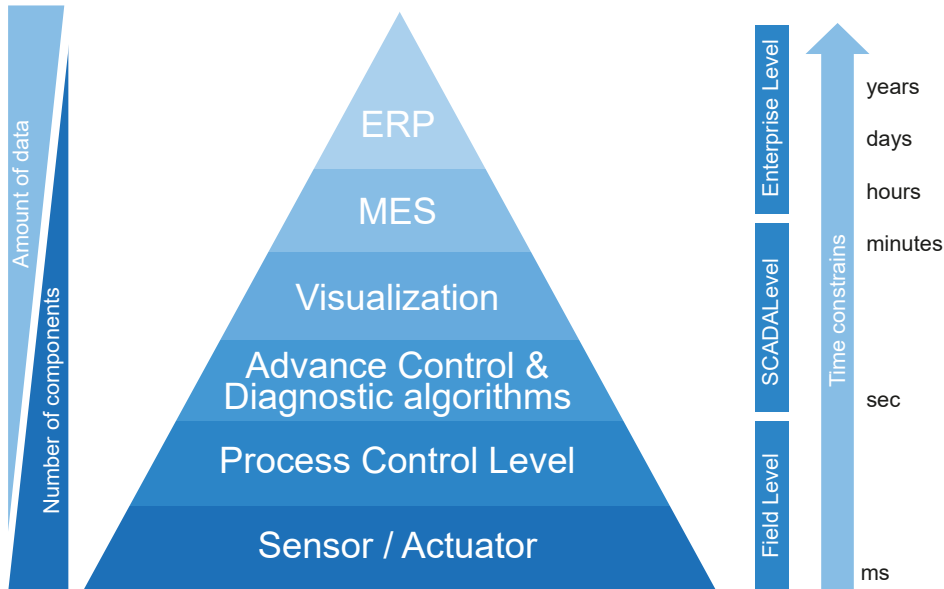 Amount of data
Number of components
ERP
MES
Visualization
Advance Control &
Diagnostic algorithms
Process Control Level
Sensor / Actuator
Enterprise Level
SCADALevel
Field Level
Time constrains
years
days
hours
minutes
sec
ms